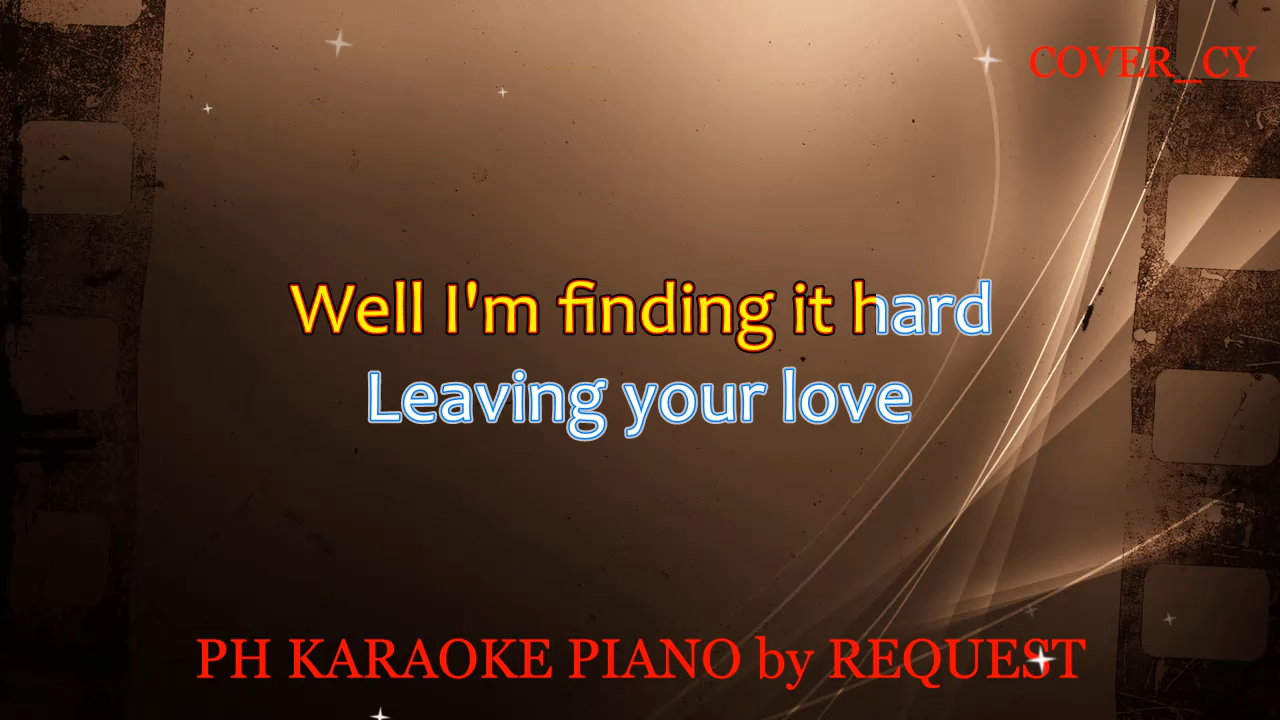 COVER_CY
Well I'm finding it hard
Leaving your love
PH KARAOKE PIANO by REQUEST